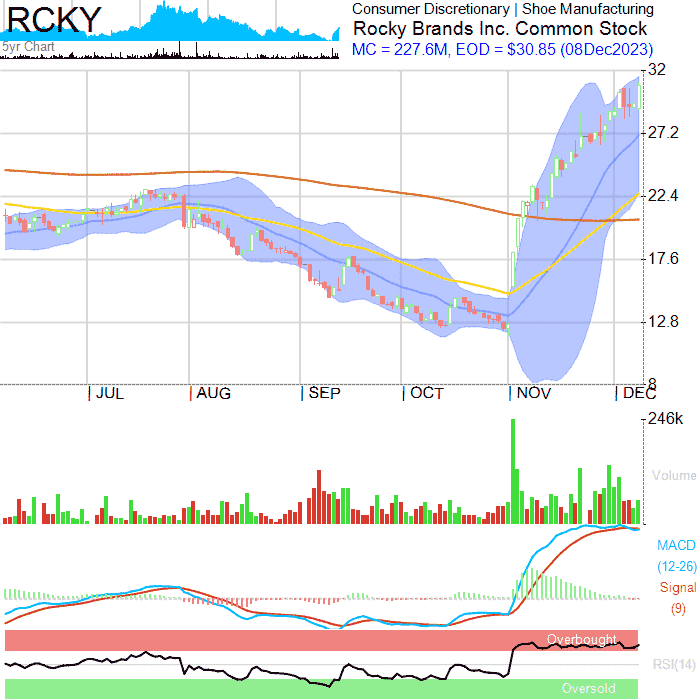 RCKY
Consumer Discretionary | Shoe Manufacturing
Rocky Brands Inc. Common Stock
MC = 227.6M, EOD = $30.85 (08Dec2023)
5yr Chart
32
27.2
22.4
17.6
12.8
8
JUL AUG SEP OCT NOV DEC
246k
Volume
MACD
(12-26)
Signal
(9)
Overbought
RSI(14)
Oversold